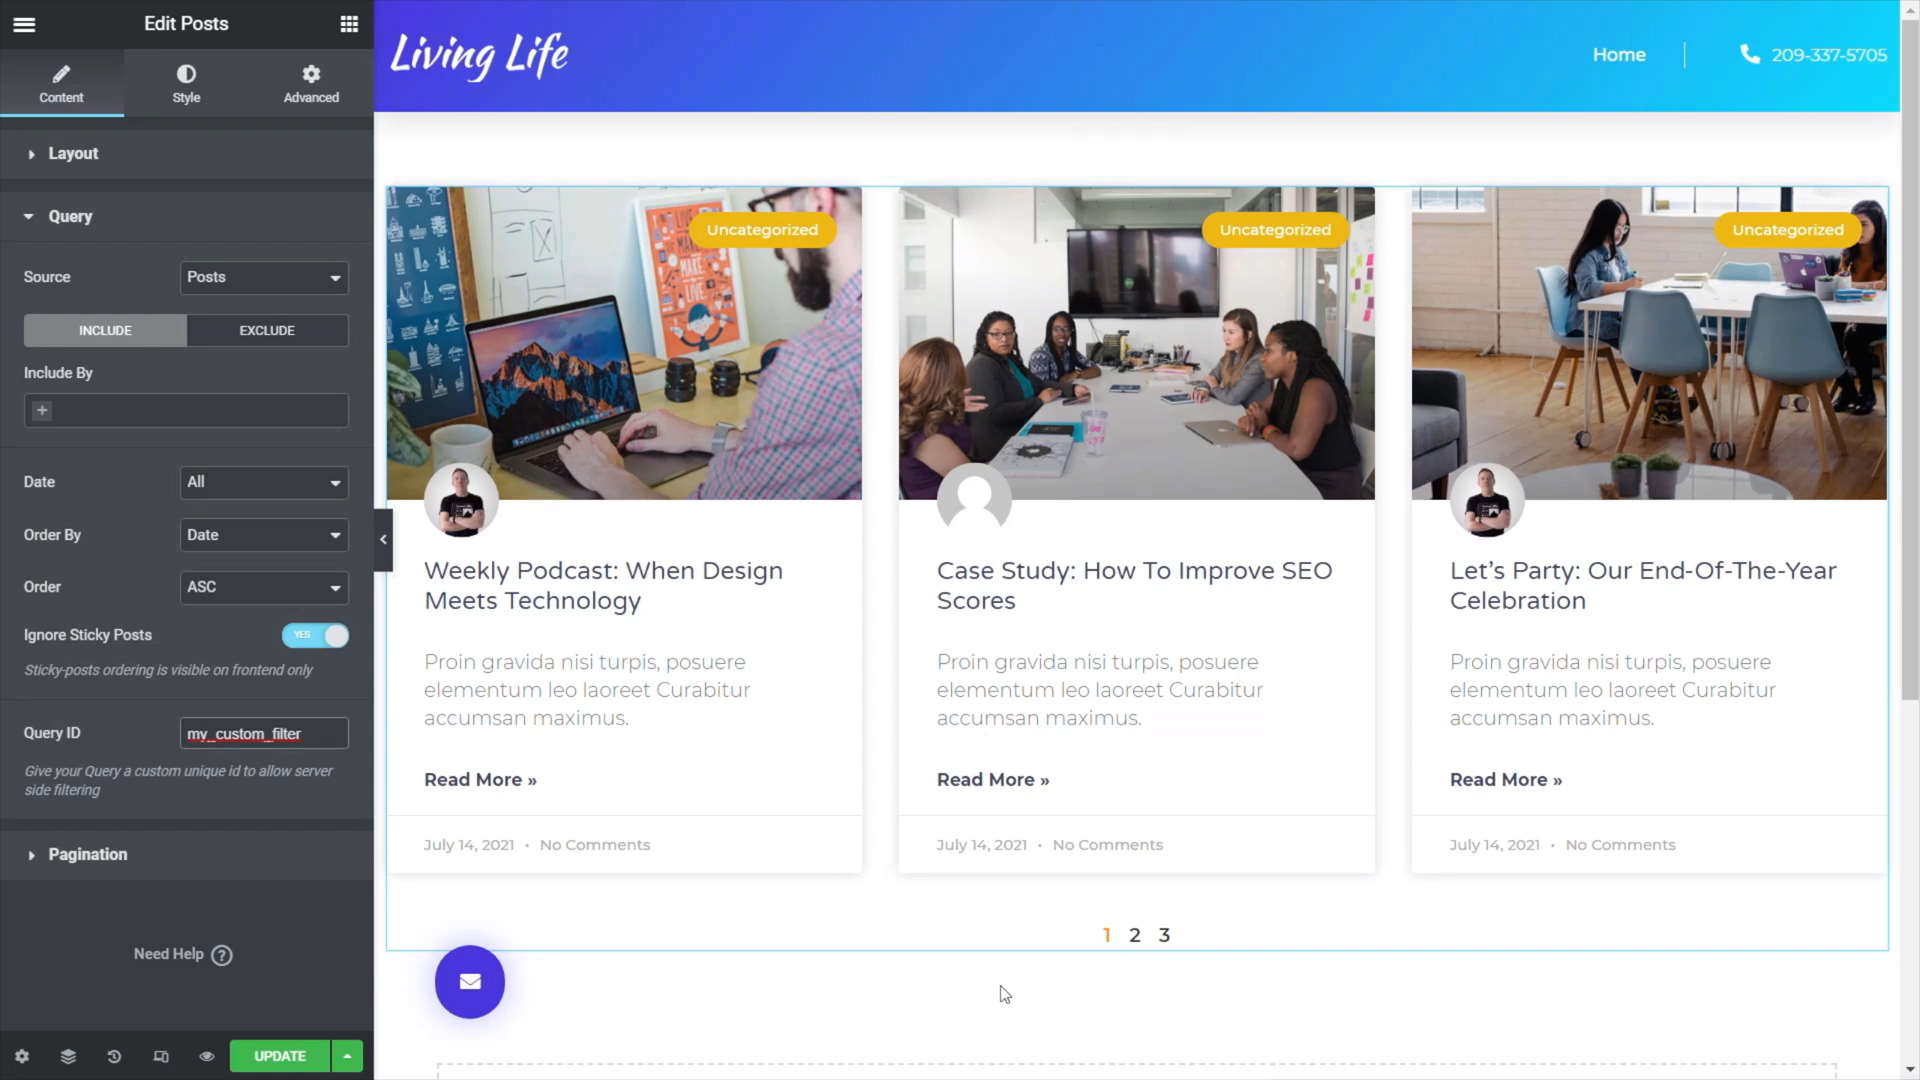 Edit Posts
Content
Style
Advanced
Layout
Query
Source
Posts
INCLUDE
EXCLUDE
Include By
+
Date
All
Order By
Date
Order
ASC
Ignore Sticky Posts
YES
Sticky-posts ordering is visible on frontend only
Query ID
my_custom_filter
Give your Query a custom unique id to allow server
side filtering
Pagination
Need Help ?
UPDATE
Living Life
Home
209-337-5705
Uncategorized
MAKE
LIVE
Weekly Podcast: When Design
Meets Technology
Proin gravida nisi turpis, posuere
elementum leo laoreet Curabitur
accumsan maximus.
Read More »
July 14, 2021 • No Comments
Uncategorized
Case Study: How To Improve SEO
Scores
Proin gravida nisi turpis, posuere
elementum leo laoreet Curabitur
accumsan maximus.
Read More »
July 14, 2021 • No Comments
Uncategorized
Let’s Party: Our End-Of-The-Year
Celebration
Proin gravida nisi turpis, posuere
elementum leo laoreet Curabitur
accumsan maximus.
Read More »
July 14, 2021 • No Comments
1 2 3